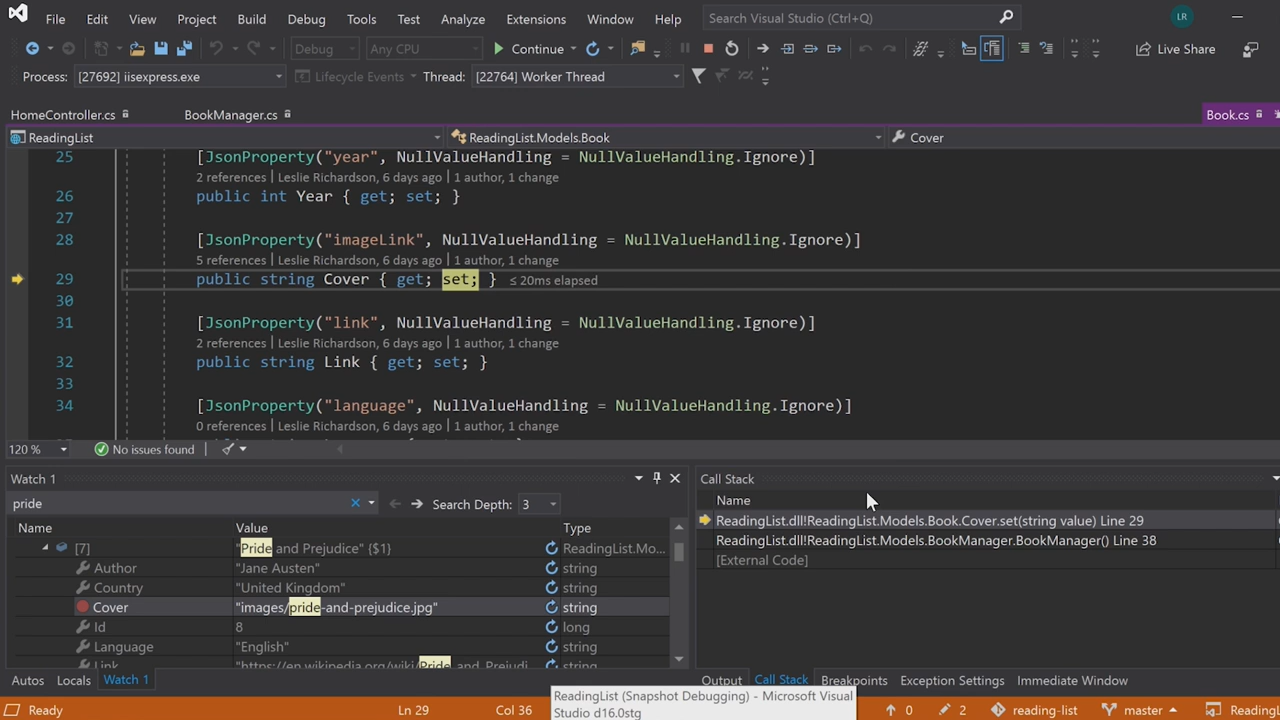 File Edit View Project Build Debug Tools Test Analyze Extensions Window Help Search Visual Studio (Ctrl+Q) LR
Debug Any CPU Continue Live Share
Process: [27692] iisexpress.exe Lifecycle Events Thread: [22764] Worker Thread
HomeController.cs BookManager.cs Book.cs
ReadingList ReadingList.Models.Book Cover
25 [JsonProperty("year", NullValueHandling = NullValueHandling.Ignore)]
2 references | Leslie Richardson, 6 days ago | 1 author, 1 change
26 public int Year { get; set; }
27
28 [JsonProperty("imageLink", NullValueHandling = NullValueHandling.Ignore)]
5 references | Leslie Richardson, 6 days ago | 1 author, 1 change
29 public string Cover { get; set; } ≤ 20ms elapsed
30
31 [JsonProperty("link", NullValueHandling = NullValueHandling.Ignore)]
2 references | Leslie Richardson, 6 days ago | 1 author, 1 change
32 public string Link { get; set; }
33
34 [JsonProperty("language", NullValueHandling = NullValueHandling.Ignore)]
0 references | Leslie Richardson, 6 days ago | 1 author, 1 change
120 % No issues found
Watch 1
pride Search Depth: 3
Name Value Type
[7] "Pride and Prejudice" {$1} ReadingList.Mo...
Author "Jane Austen" string
Country "United Kingdom" string
Cover "images/pride-and-prejudice.jpg" string
Id 8 long
Language "English" string
Link "https://en.wikipedia.org/wiki/Pride_and_Prejudi string
Call Stack
Name
ReadingList.dll!ReadingList.Models.Book.Cover.set(string value) Line 29
ReadingList.dll!ReadingList.Models.BookManager.BookManager() Line 38
[External Code]
Autos Locals Watch 1 Output Call Stack Breakpoints Exception Settings Immediate Window
ReadingList (Snapshot Debugging) - Microsoft Visual
Studio d16.0stg
Ready Ln 29 Col 36 0 2 reading-list master ReadingL